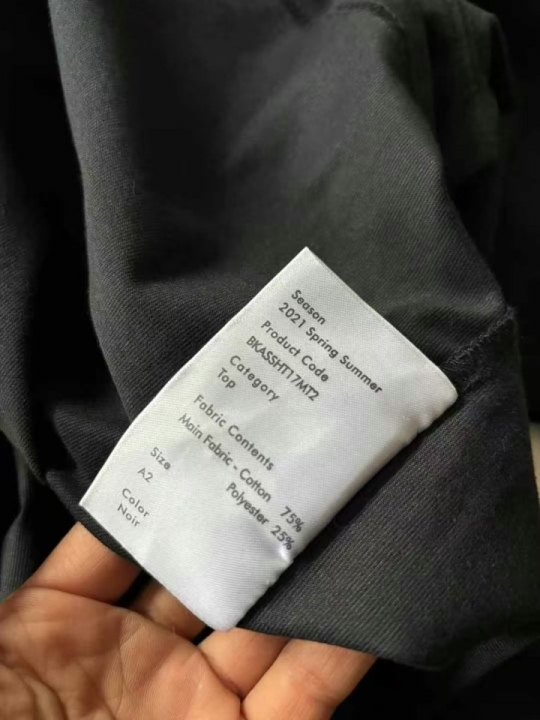 Season
2021 Spring Summer
Product Code
BKASSHT17MT2
Category
Top
Fabric Contents
Main Fabric - Cotton 75%
Polyester 25%
Size
A2
Color
Noir